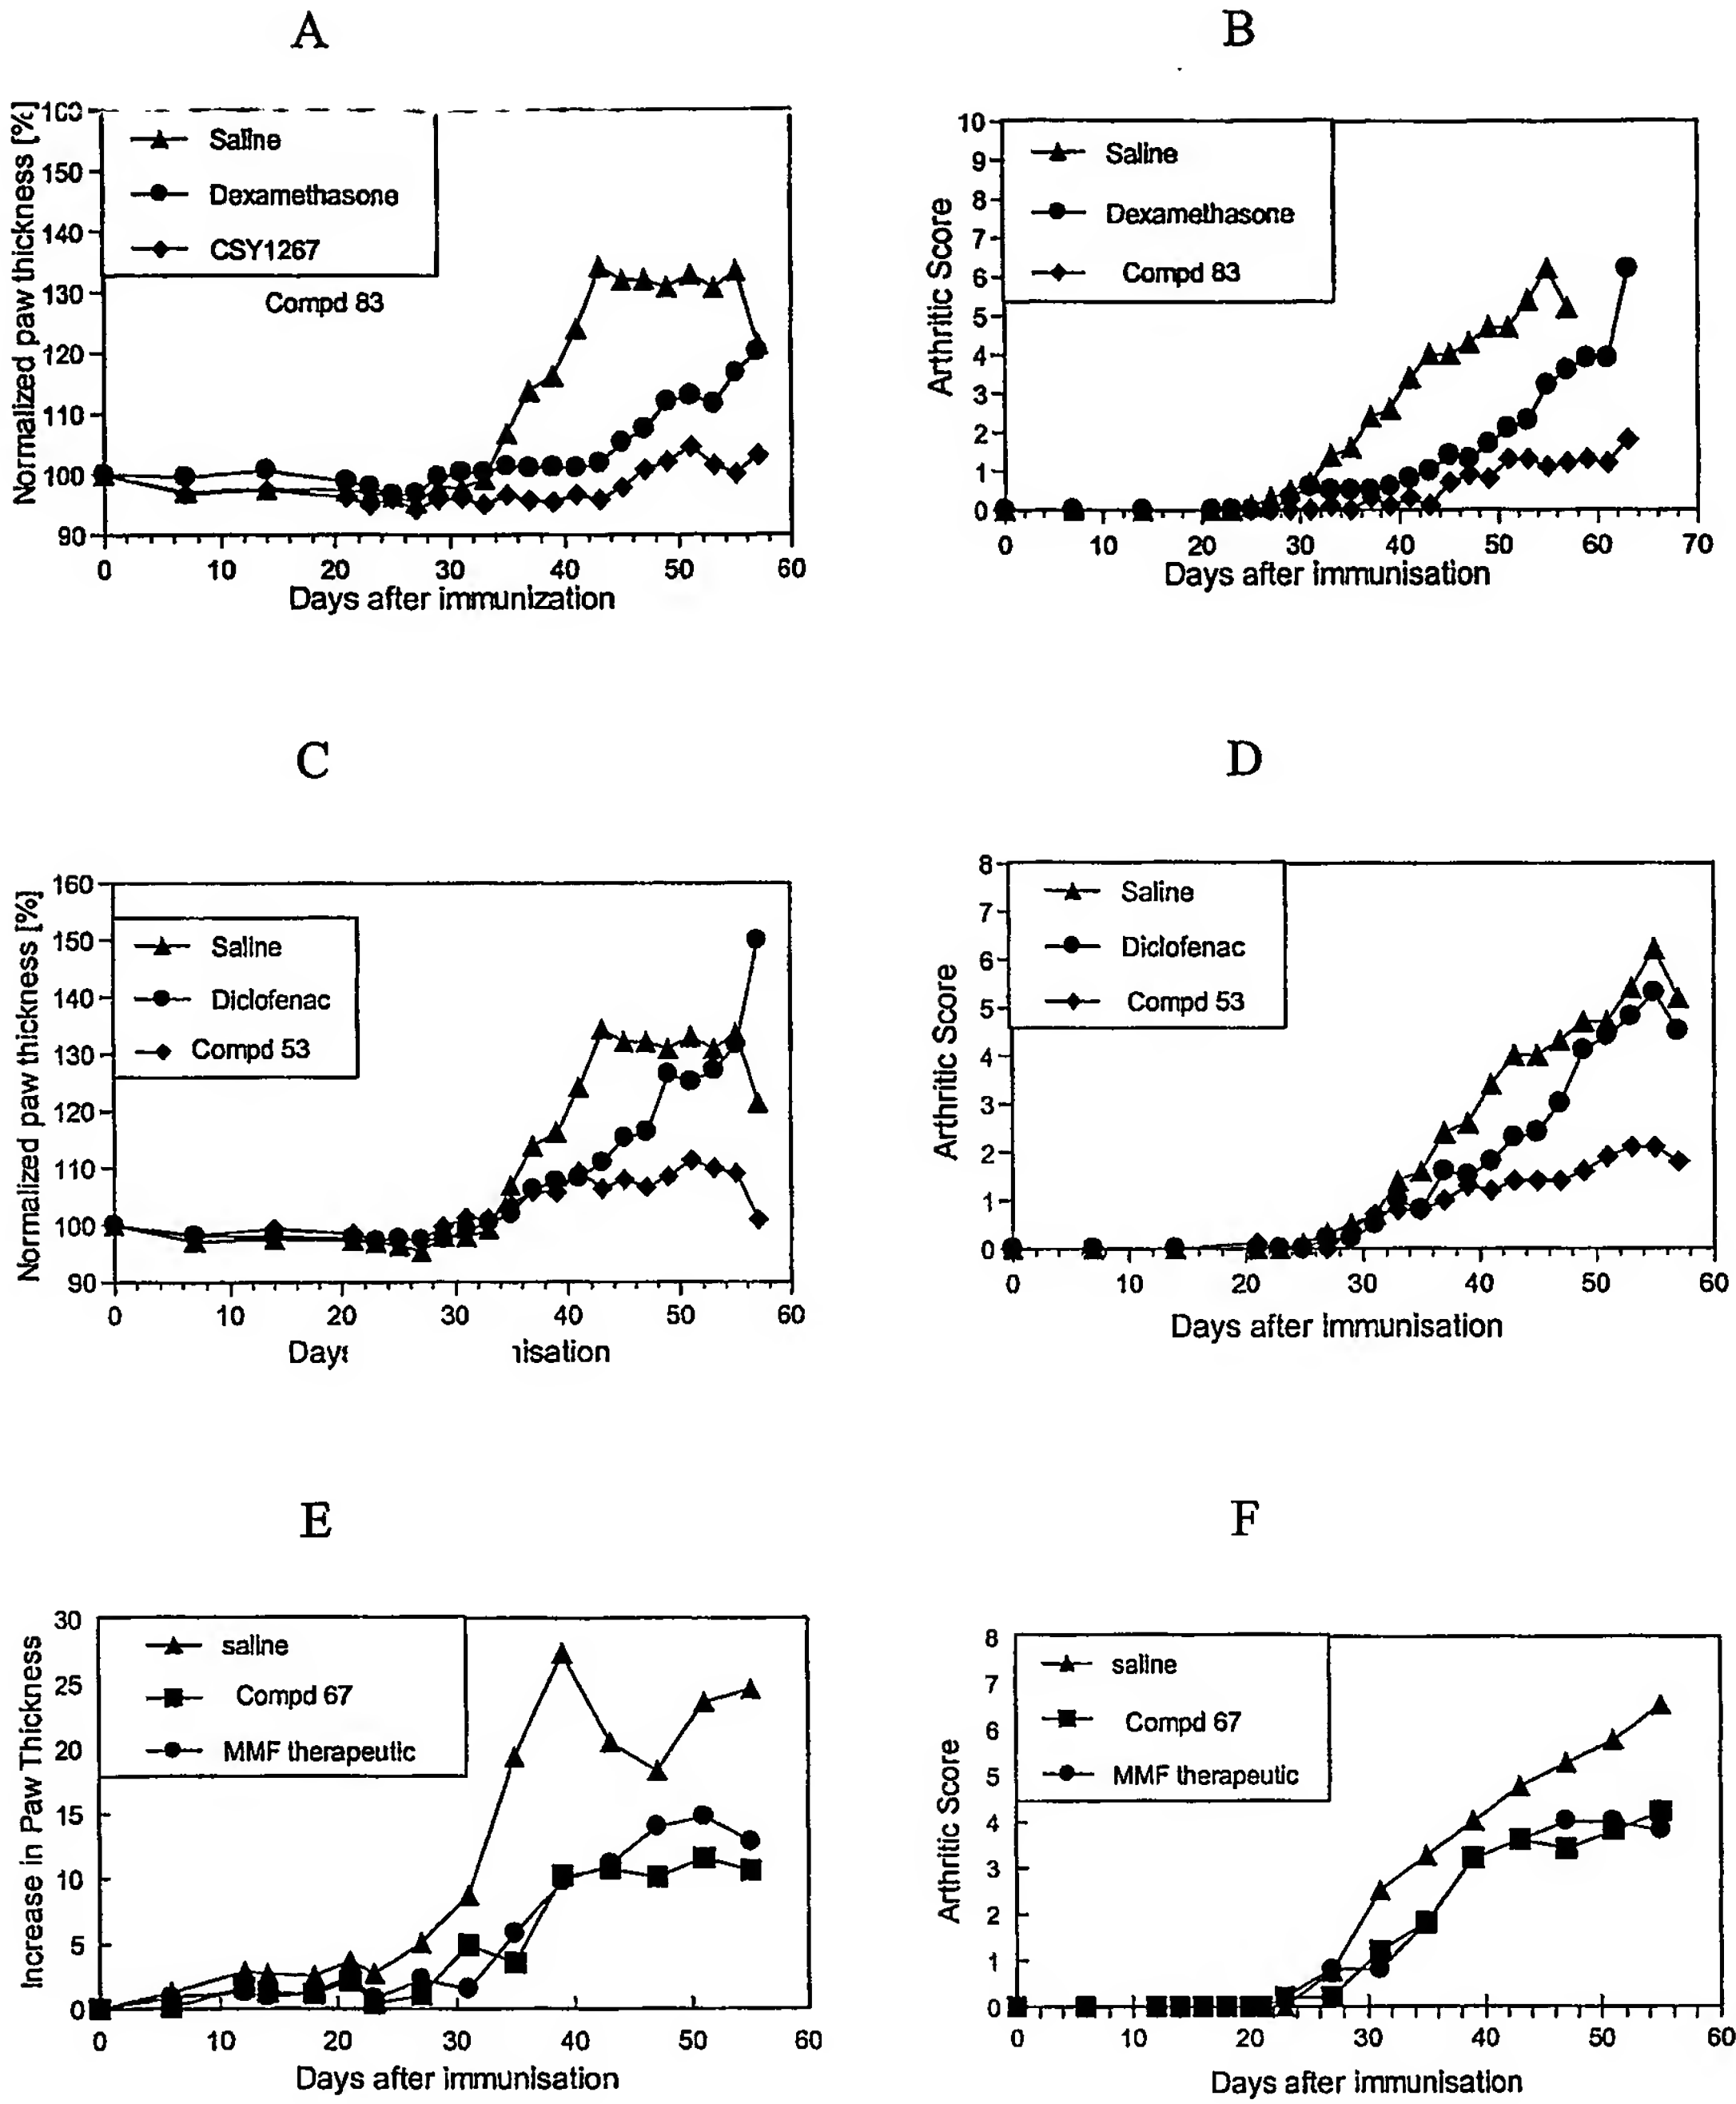 A
Normalized paw thickness [%]
150
140
130
120
110
100
90
Saline
Dexamethasone
CSY1267
Compd 83
0 10 20 30 40 50 60
Days after immunization
B
Arthritic Score
10
9
8
7
6
5
4
3
2
1
0
Saline
Dexamethasone
Compd 83
0 10 20 30 40 50 60 70
Days after immunisation
C
Normalized paw thickness [%]
160
150
140
130
120
110
100
90
Saline
Diclofenac
Compd 53
0 10 20 30 40 50 60
D
Arthritic Score
8
7
6
5
4
3
2
1
0
Saline
Diclofenac
Compd 53
0 10 20 30 40 50 60
Days after immunisation
E
Increase in Paw Thickness
30
25
20
15
10
5
0
saline
Compd 67
MMF therapeutic
0 10 20 30 40 50 60
Days after immunisation
F
Arthritic Score
8
7
6
5
4
3
2
1
0
saline
Compd 67
MMF therapeutic
0 10 20 30 40 50 60
Days after immunisation